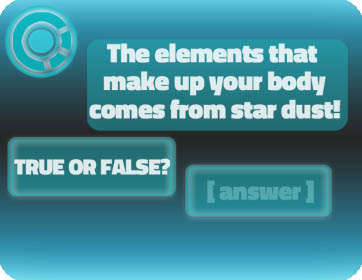 The elements that
make up your body
comes from star dust!
TRUE OR FALSE?
[ answer ]